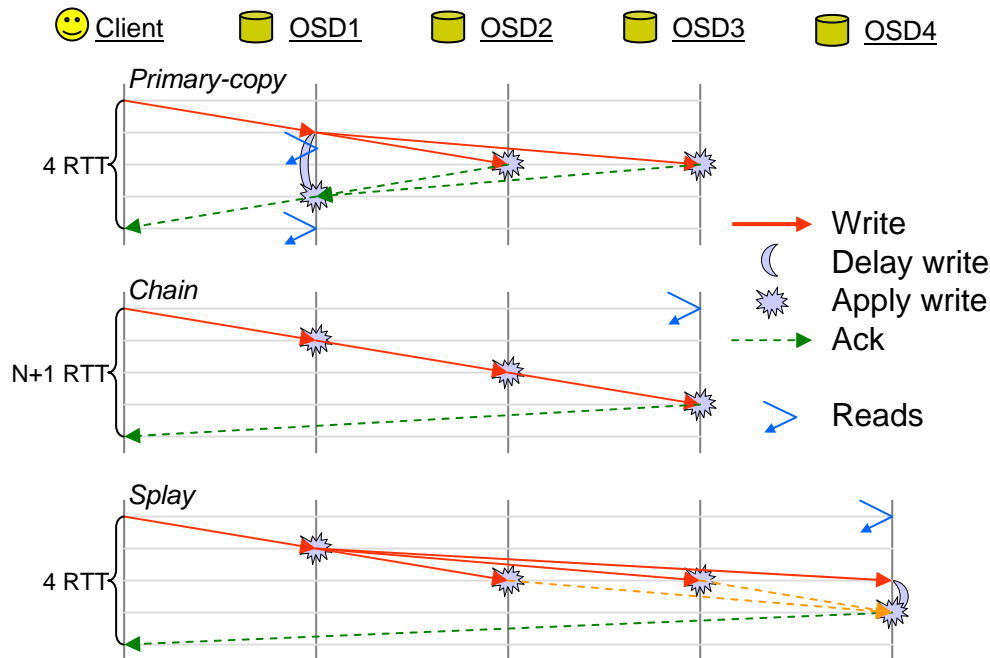 Client OSD1 OSD2 OSD3 OSD4
Primary-copy
4 RTT
Write
Delay write
Apply write
Ack
Reads
Chain
N+1 RTT
Splay
4 RTT